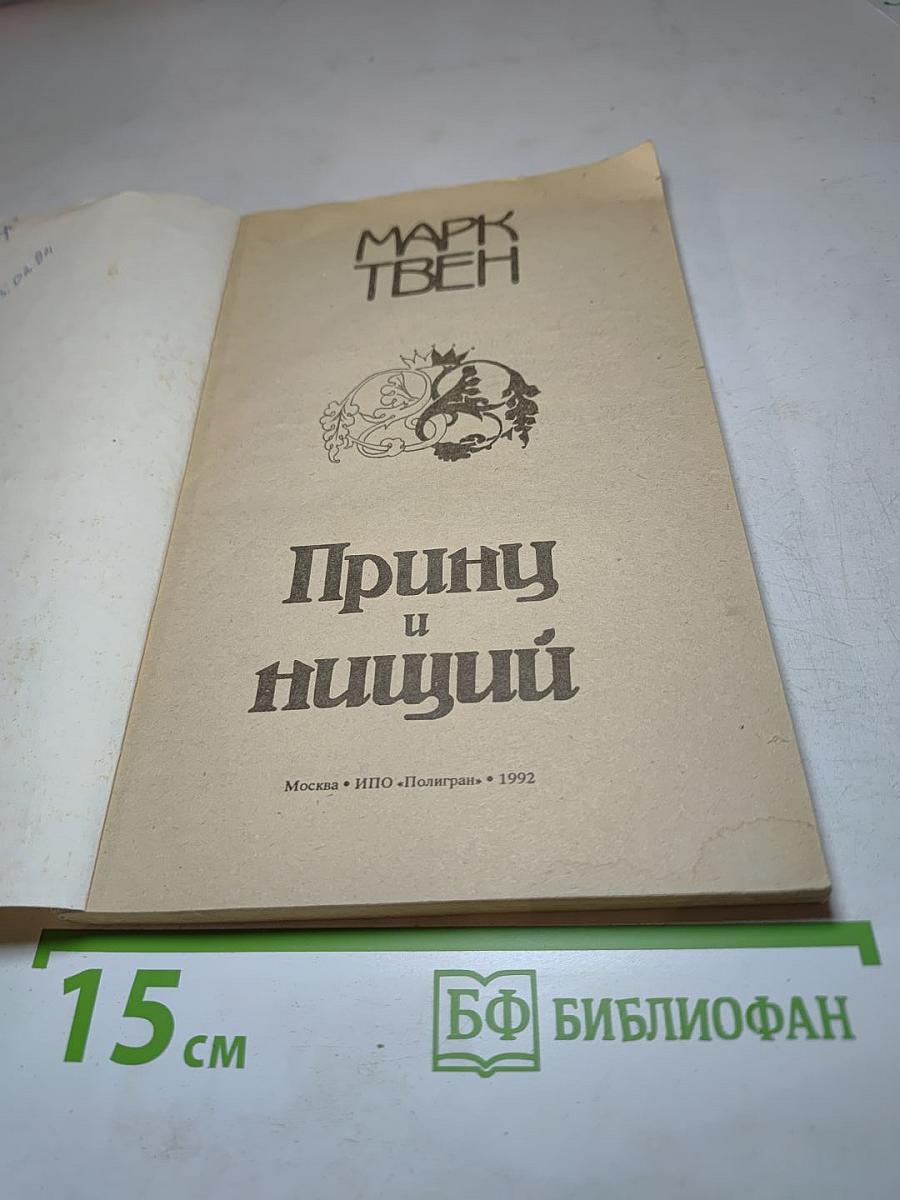 МАРК
ТВЕН
Принц
и
нищий
Москва • ИПО «Полигран» • 1992
15 см
БФ БИБЛИОФАН